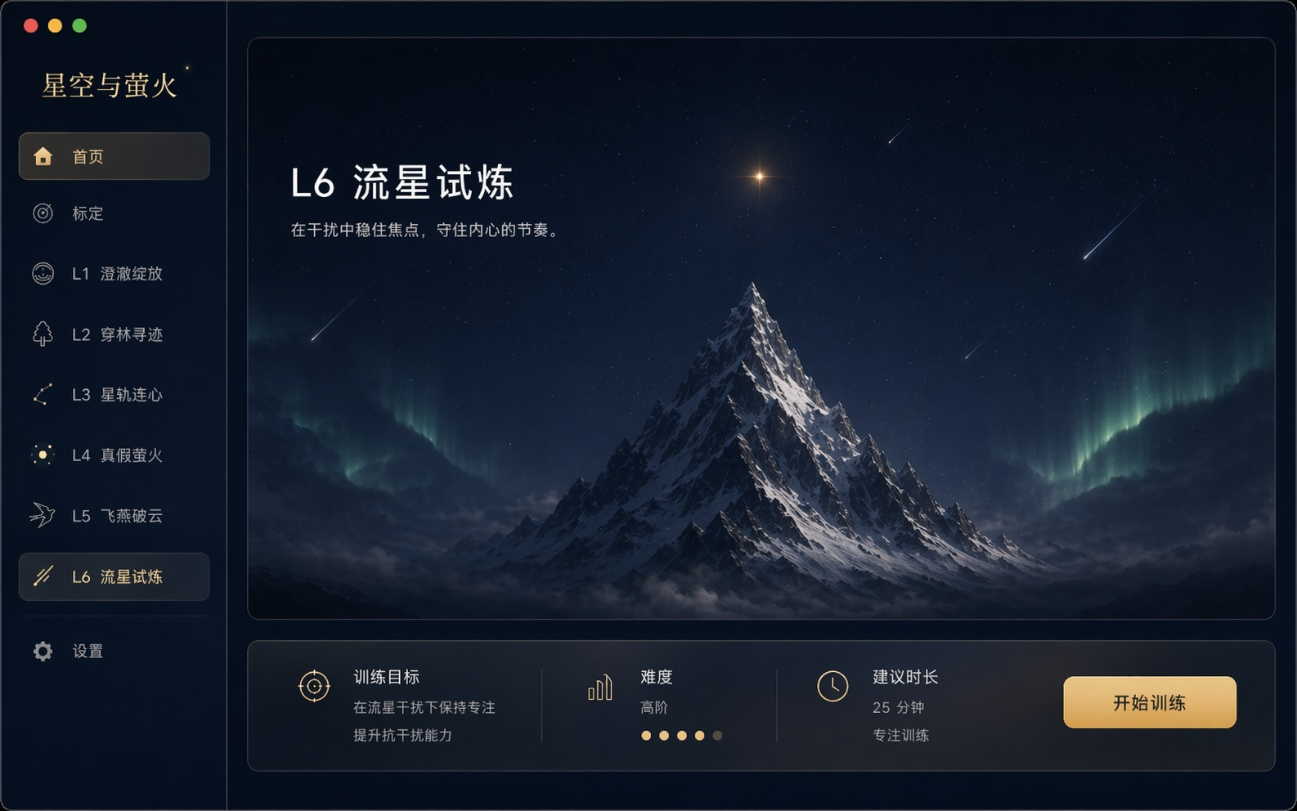 星空与萤火
首页
标定
L1 澄澈绽放
L2 穿林寻迹
L3 星轨连心
L4 真假萤火
L5 飞燕破云
L6 流星试炼
设置
L6 流星试炼
在干扰中稳住焦点，守住内心的节奏。
训练目标
在流星干扰下保持专注
提升抗干扰能力
难度
高阶
建议时长
25 分钟
专注训练
开始训练